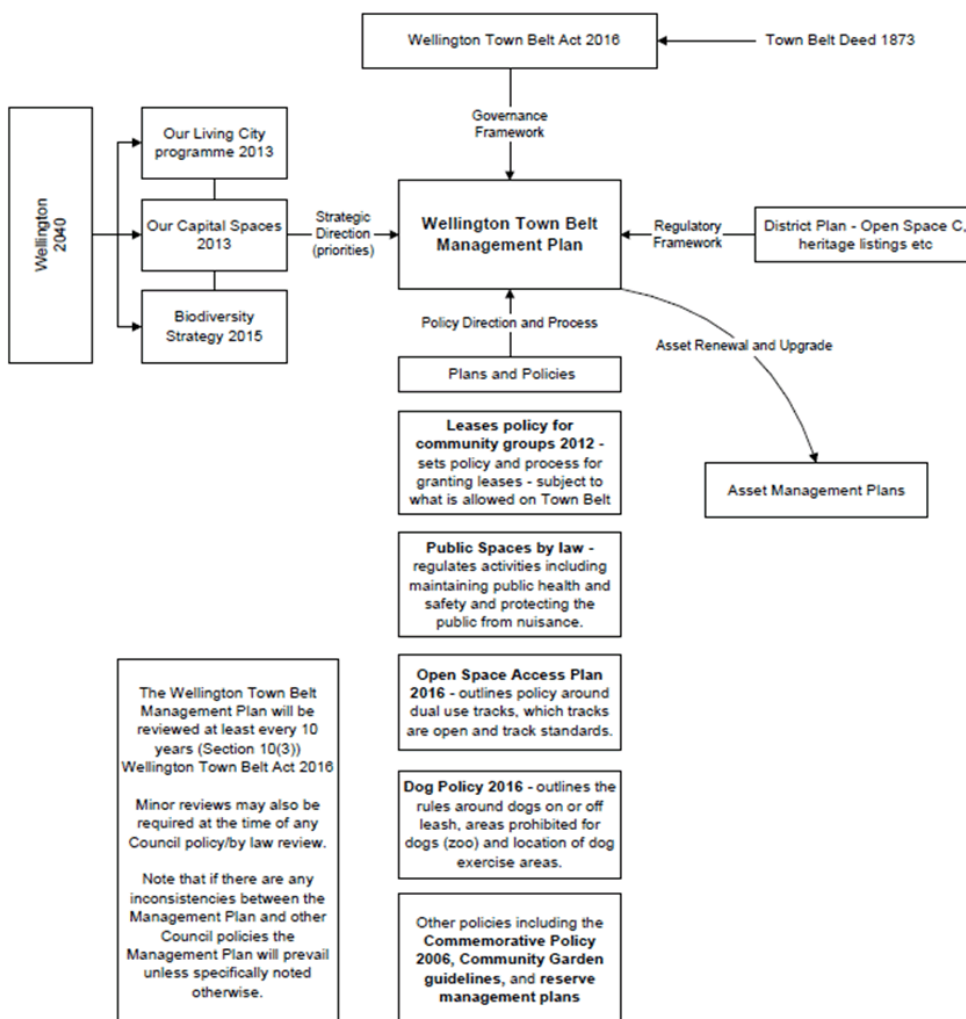 Wellington Town Belt Act 2016
Town Belt Deed 1873
Governance
Framework
Wellington
2040
Our Living City
programme 2013
Our Capital Spaces
2013
Biodiversity
Strategy 2015
Strategic
Direction
(priorities)
Wellington Town Belt
Management Plan
Regulatory
Framework
District Plan - Open Space C,
heritage listings etc
Policy Direction and Process
Asset Renewal and Upgrade
Plans and Policies
Asset Management Plans
Leases policy for
community groups 2012 -
sets policy and process for
granting leases - subject to
what is allowed on Town Belt
Public Spaces by law -
regulates activities including
maintaining public health and
safety and protecting the
public from nuisance.
Open Space Access Plan
2016 - outlines policy around
dual use tracks, which tracks
are open and track standards.
Dog Policy 2016 - outlines the
rules around dogs on or off
leash, areas prohibited for
dogs (zoo) and location of dog
exercise areas.
Other policies including the
Commemorative Policy
2006, Community Garden
guidelines, and reserve
management plans
The Wellington Town Belt
Management Plan will be
reviewed at least every 10
years (Section 10(3))
Wellington Town Belt Act 2016
Minor reviews may also be
required at the time of any
Council policy/by law review.
Note that if there are any
inconsistencies between the
Management Plan and other
Council policies the
Management Plan will prevail
unless specifically noted
otherwise.